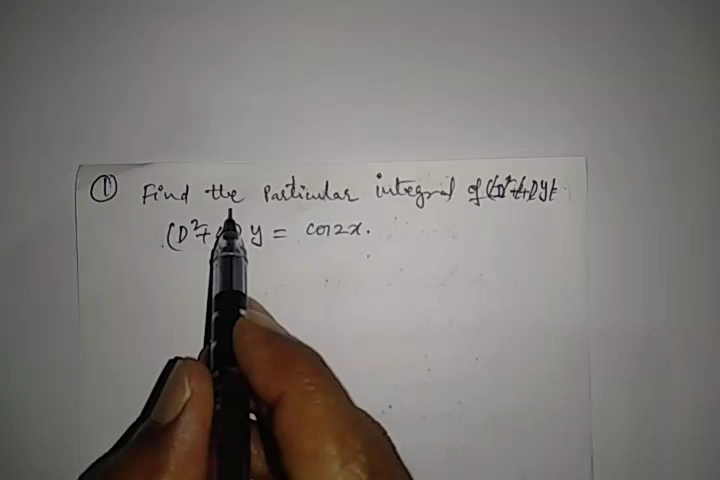 ① Find the Particular integral of
(D²+ y = cos2x.